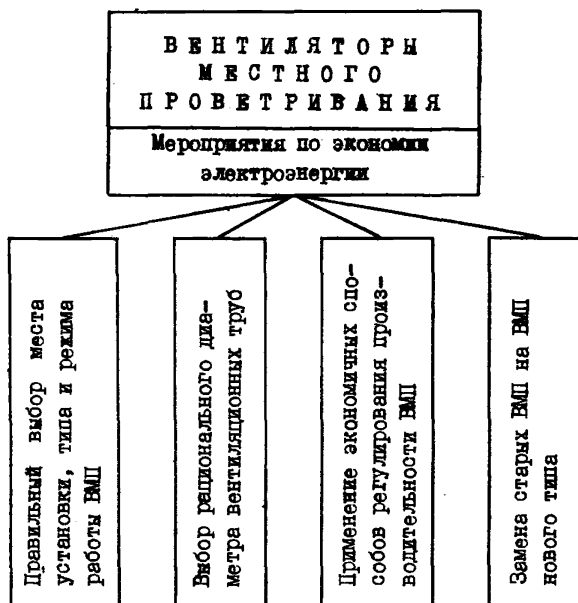 ВЕНТИЛЯТОРЫ
МЕСТНОГО
ПРОВЕТРИВАНИЯ
Мероприятия по экономии
электроэнергии
Правильный выбор места
установки, типа и режима
работы ВМП
Выбор рационального диа-
метра вентиляционных труб
Применение экономичных спо-
собов регулирования произ-
водительности ВМП
Замена старых ВМП на ВМП
нового типа